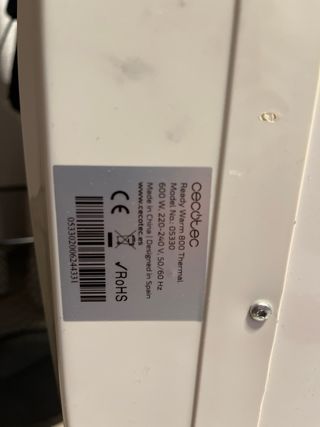 cecotec
Ready Warm 800 Thermal
Model No.: 05330
600 W, 220-240 V, 50/60 Hz
Made in China | Designed in Spain
www.cecotec.es
CE
✓RoHS
053302006244331